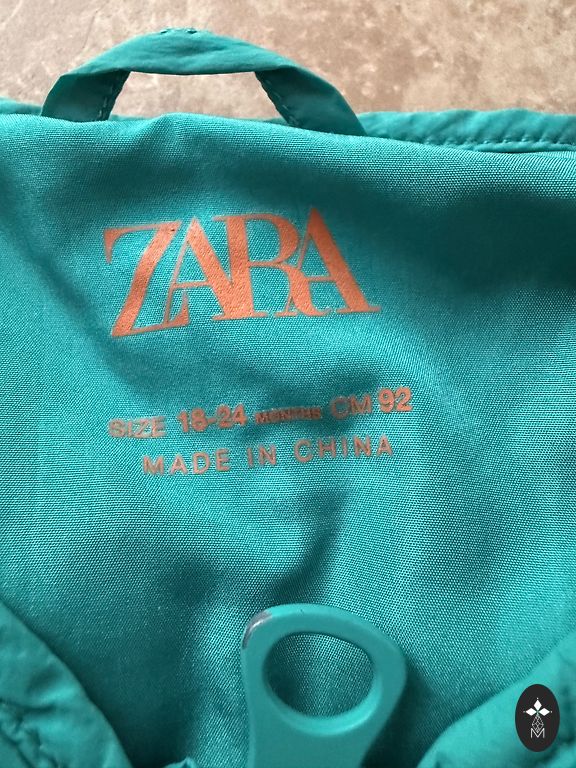 ZARA
SIZE 18-24 MONTHS CM 92
MADE IN CHINA
M